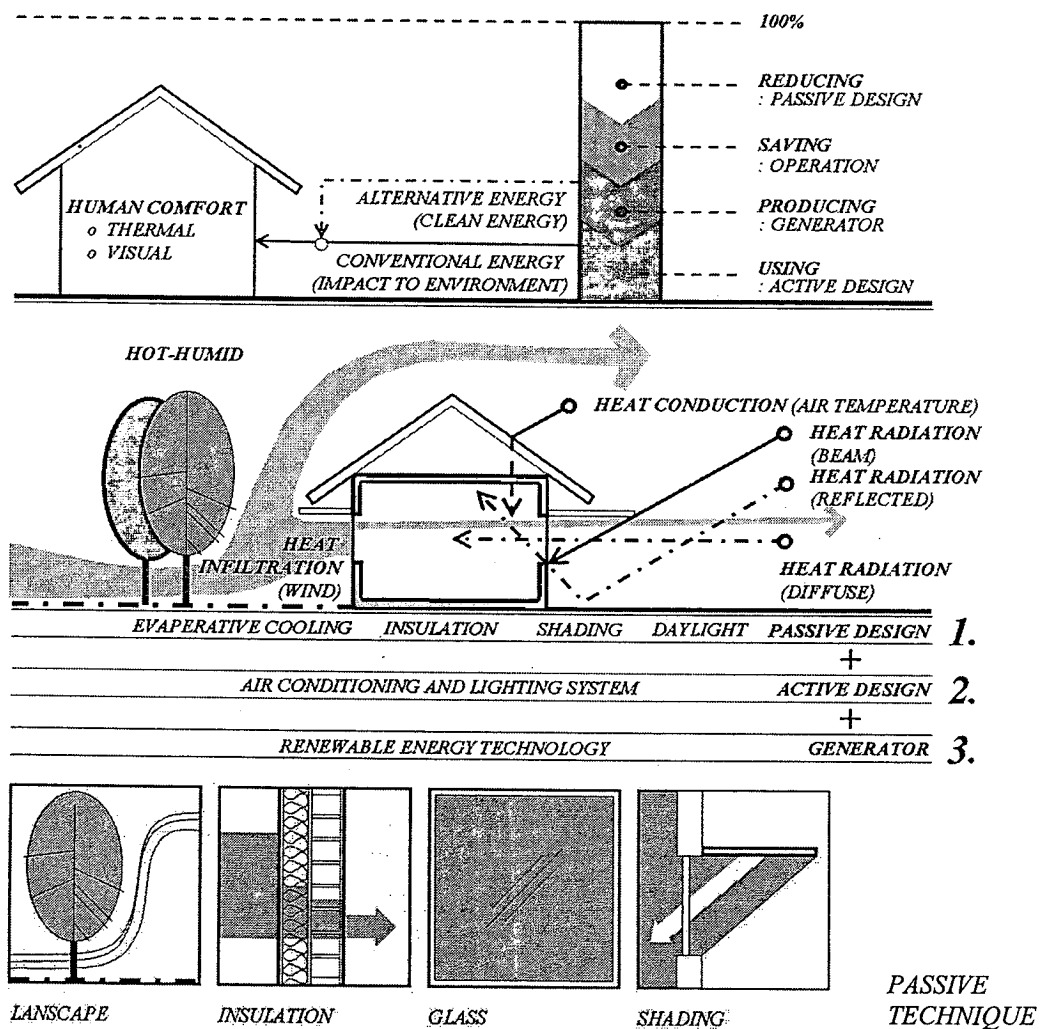 100%
REDUCING
: PASSIVE DESIGN
SAVING
: OPERATION
HUMAN COMFORT
o THERMAL
o VISUAL
ALTERNATIVE ENERGY
(CLEAN ENERGY)
PRODUCING
: GENERATOR
CONVENTIONAL ENERGY
(IMPACT TO ENVIRONMENT)
USING
: ACTIVE DESIGN
HOT-HUMID
HEAT CONDUCTION (AIR TEMPERATURE)
HEAT RADIATION
(BEAM)
HEAT RADIATION
(REFLECTED)
HEAT
INFILTRATION
(WIND)
HEAT RADIATION
(DIFFUSE)
EVAPERATIVE COOLING INSULATION SHADING DAYLIGHT PASSIVE DESIGN 1.
+
AIR CONDITIONING AND LIGHTING SYSTEM ACTIVE DESIGN 2.
+
RENEWABLE ENERGY TECHNOLOGY GENERATOR 3.
LANSCAPE INSULATION GLASS SHADING
PASSIVE
TECHNIQUE